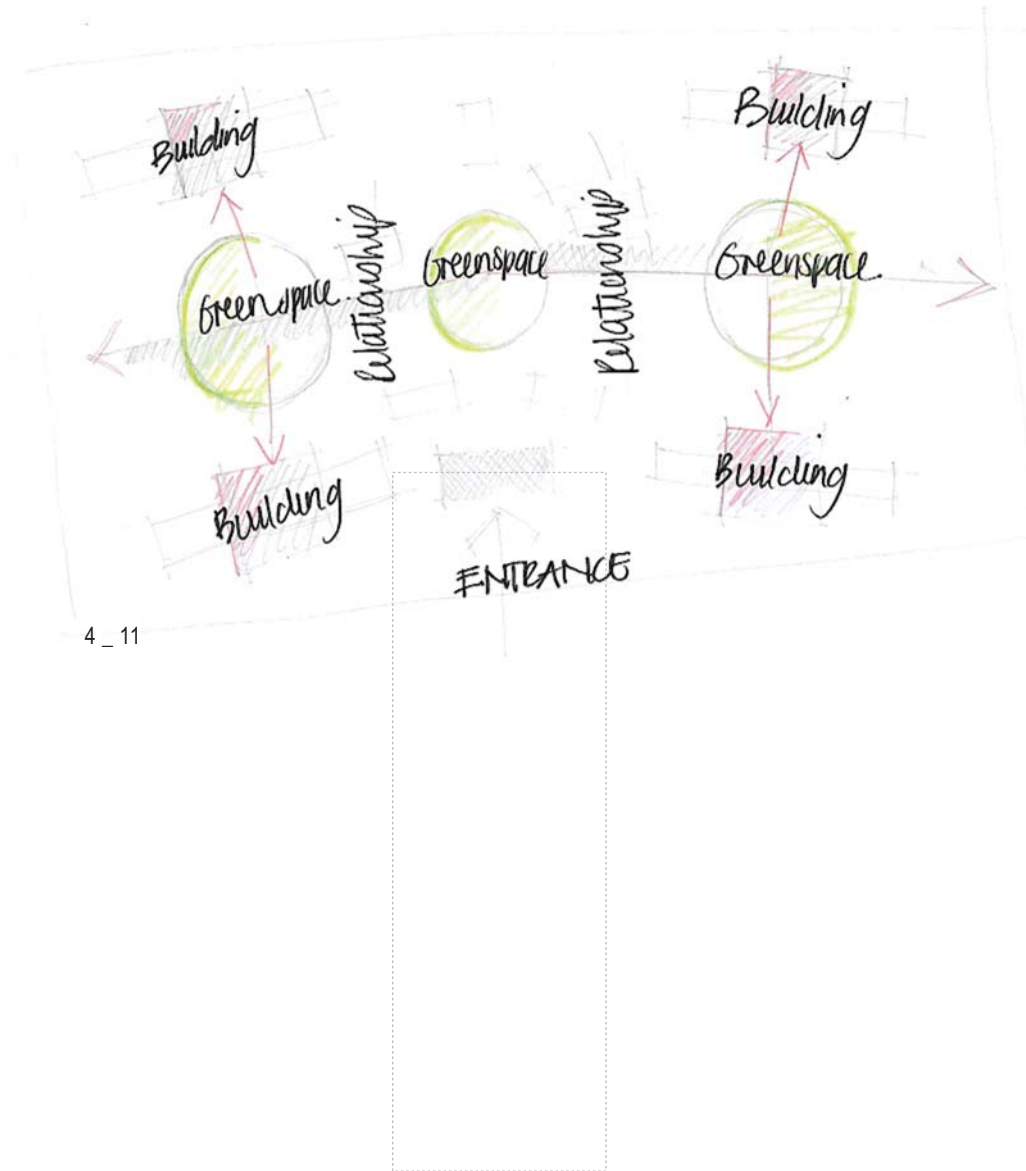 Building
Building
Relationship
Relationship
Greenspace
Greenspace
Greenspace
Building
Building
ENTRANCE
4 _ 11